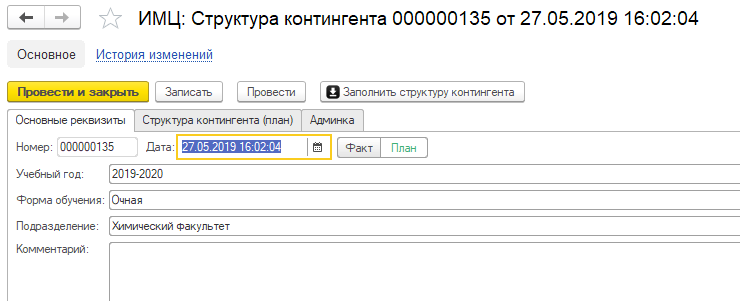 ИМЦ: Структура контингента 000000135 от 27.05.2019 16:02:04
Основное История изменений
Провести и закрыть Записать Провести Заполнить структуру контингента
Основные реквизиты Структура контингента (план) Админка
Номер: 000000135 Дата: 27.05.2019 16:02:04 Факт План
Учебный год: 2019-2020
Форма обучения: Очная
Подразделение: Химический факультет
Комментарий: